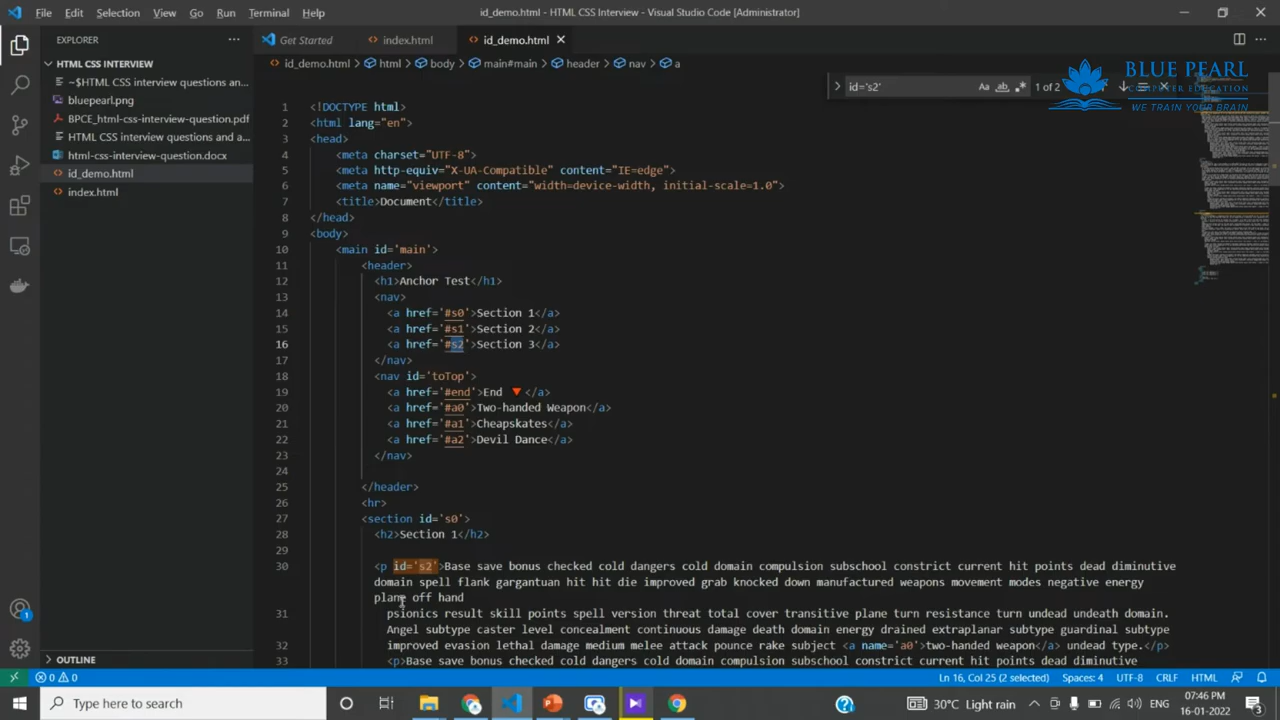 File Edit Selection View Go Run Terminal Help
id_demo.html - HTML CSS Interview - Visual Studio Code [Administrator]
EXPLORER
HTML CSS INTERVIEW
~$HTML CSS interview questions an...
bluepearl.png
BPCE_html-css-interview-question.pdf
HTML CSS interview questions and a...
html-css-interview-question.docx
id_demo.html
index.html
OUTLINE
Get Started index.html id_demo.html
id_demo.html > html > body > main#main > header > nav > a
id='s2' Aa ab 1 of 2
BLUE PEARL
COMPUTER EDUCATION
WE TRAIN YOUR BRAIN
1 <!DOCTYPE html>
2 <html lang="en">
3 <head>
4 <meta charset="UTF-8">
5 <meta http-equiv="X-UA-Compatible" content="IE=edge">
6 <meta name="viewport" content="width=device-width, initial-scale=1.0">
7 <title>Document</title>
8 </head>
9 <body>
10 <main id='main'>
11 <header>
12 <h1>Anchor Test</h1>
13 <nav>
14 <a href='#s0'>Section 1</a>
15 <a href='#s1'>Section 2</a>
16 <a href='#s2'>Section 3</a>
17 </nav>
18 <nav id='toTop'>
19 <a href='#end'>End 🔻</a>
20 <a href='#a0'>Two-handed Weapon</a>
21 <a href='#a1'>Cheapskates</a>
22 <a href='#a2'>Devil Dance</a>
23 </nav>
24
25 </header>
26 <hr>
27 <section id='s0'>
28 <h2>Section 1</h2>
29
30 <p id='s2'>Base save bonus checked cold dangers cold domain compulsion subschool constrict current hit points dead diminutive
domain spell flank gargantuan hit hit die improved grab knocked down manufactured weapons movement modes negative energy
plane off hand
31 psionics result skill points spell version threat total cover transitive plane turn resistance turn undead undeath domain.
Angel subtype caster level concealment continuous damage death domain energy drained extraplanar subtype guardinal subtype
32 improved evasion lethal damage medium melee attack pounce rake subject <a name='a0'>two-handed weapon</a> undead type.</p>
33 <p>Base save bonus checked cold dangers cold domain compulsion subschool constrict current hit points dead diminutive
0 0 Ln 16, Col 25 (2 selected) Spaces: 4 UTF-8 CRLF HTML
Type here to search
30°C Light rain ENG 07:46 PM
16-01-2022
3